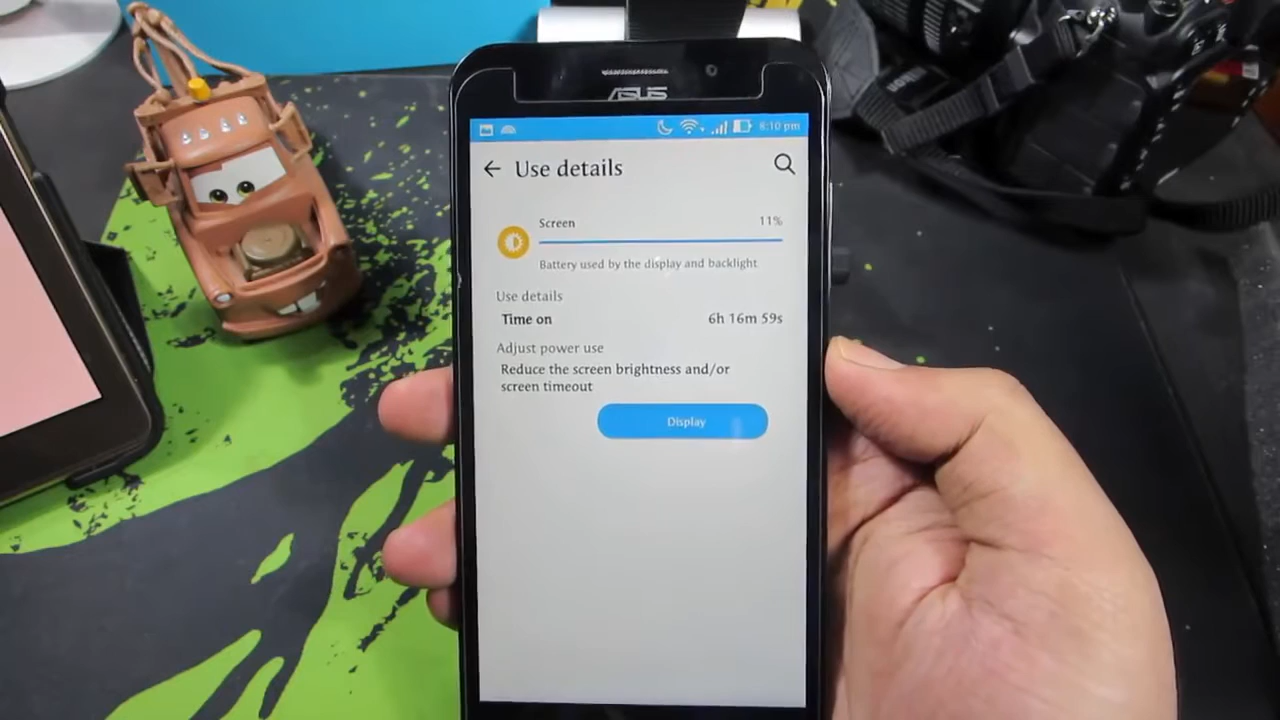 ASUS
8:10 pm
Use details
Screen 11%
Battery used by the display and backlight
Use details
Time on 6h 16m 59s
Adjust power use
Reduce the screen brightness and/or
screen timeout
Display